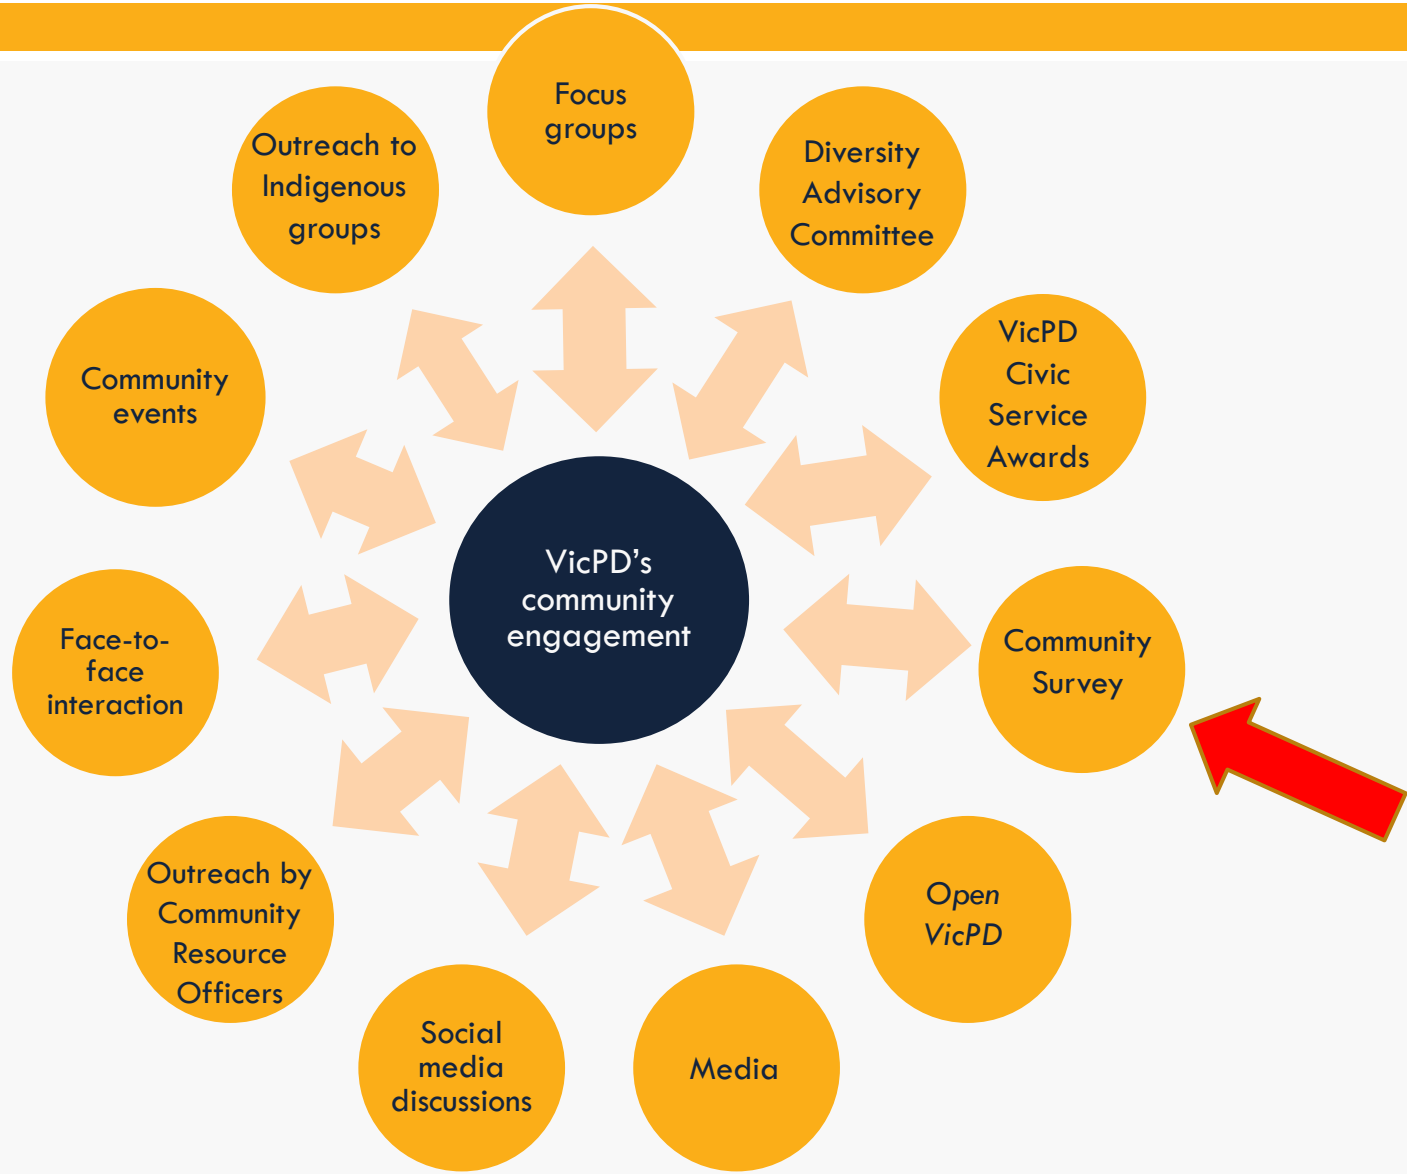 Focus
groups
Diversity
Advisory
Committee
VicPD
Civic
Service
Awards
Community
Survey
Open
VicPD
Media
Social
media
discussions
Outreach by
Community
Resource
Officers
Face-to-
face
interaction
Community
events
Outreach to
Indigenous
groups
VicPD’s
community
engagement